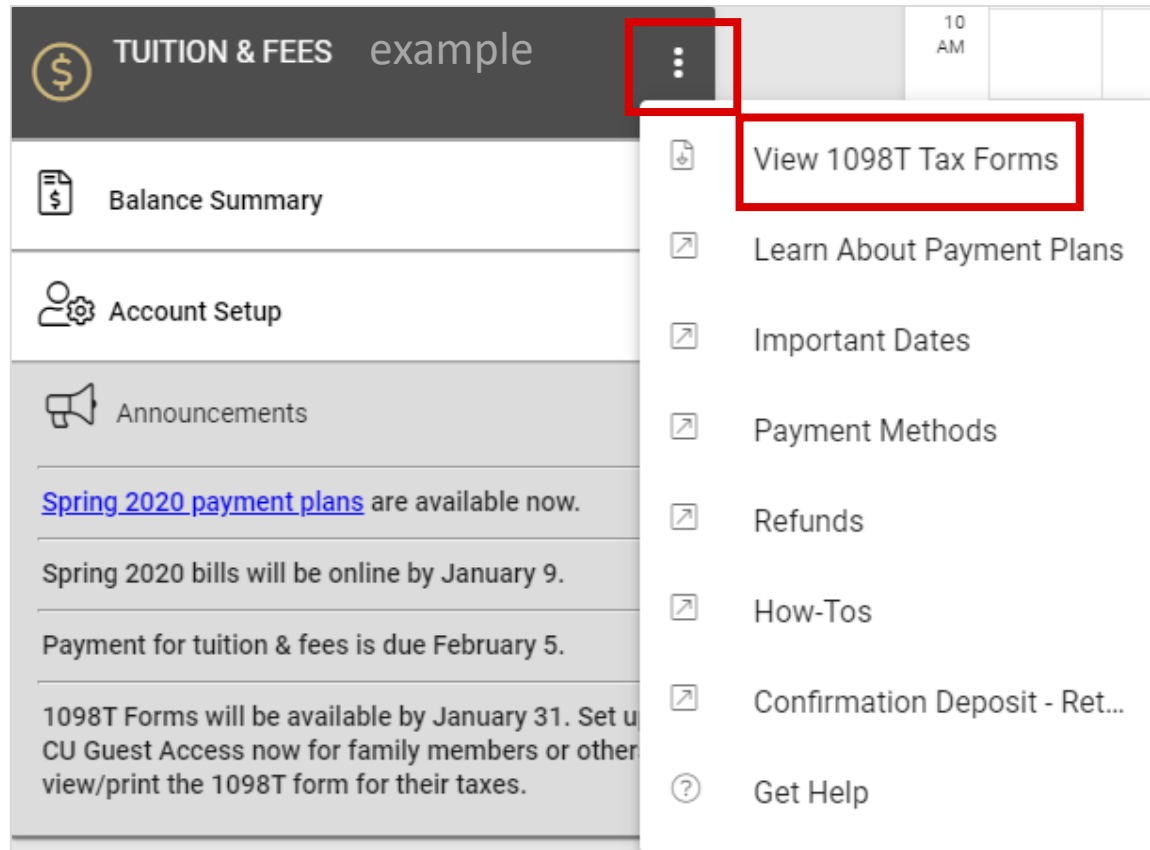 TUITION & FEES example
10
AM
Balance Summary
Account Setup
Announcements
Spring 2020 payment plans are available now.
Spring 2020 bills will be online by January 9.
Payment for tuition & fees is due February 5.
1098T Forms will be available by January 31. Set
CU Guest Access now for family members or
view/print the 1098T form for their taxes.
View 1098T Tax Forms
Learn About Payment Plans
Important Dates
Payment Methods
Refunds
How-Tos
Confirmation Deposit - Ret...
Get Help